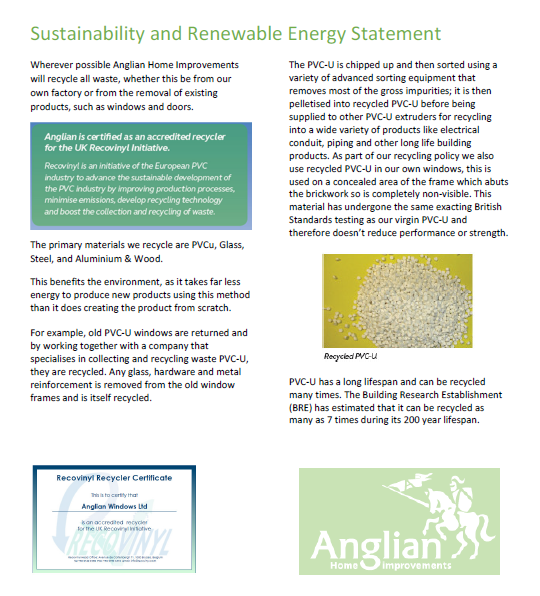 Sustainability and Renewable Energy Statement
Wherever possible Anglian Home Improvements
will recycle all waste, whether this be from our
own factory or from the removal of existing
products, such as windows and doors.
Anglian is certified as an accredited recycler
for the UK Recovinyl Initiative.
Recovinyl is an initiative of the European PVC
industry to advance the sustainable development of
the PVC industry by improving production processes,
minimise emissions, develop recycling technology
and boost the collection and recycling of waste.
The primary materials we recycle are PVCu, Glass,
Steel, and Aluminium & Wood.
This benefits the environment, as it takes far less
energy to produce new products using this method
than it does creating the product from scratch.
For example, old PVC-U windows are returned and
by working together with a company that
specialises in collecting and recycling waste PVC-U,
they are recycled. Any glass, hardware and metal
reinforcement is removed from the old window
frames and is itself recycled.
The PVC-U is chipped up and then sorted using a
variety of advanced sorting equipment that
removes most of the gross impurities; it is then
pelletised into recycled PVC-U before being
supplied to other PVC-U extruders for recycling
into a wide variety of products like electrical
conduit, piping and other long life building
products. As part of our recycling policy we also
use recycled PVC-U in our own windows, this is
used on a concealed area of the frame which abuts
the brickwork so is completely non-visible. This
material has undergone the same exacting British
Standards testing as our virgin PVC-U and
therefore doesn't reduce performance or strength.
Recycled PVC-U.
PVC-U has a long lifespan and can be recycled
many times. The Building Research Establishment
(BRE) has estimated that it can be recycled as
many as 7 times during its 200 year lifespan.
Recovinyl Recycler Certificate
This is to certify that
Anglian Windows Ltd
is an accredited recycler
for the UK Recovinyl Initiative.
RECOVINYL
Anglian
Home Improvements